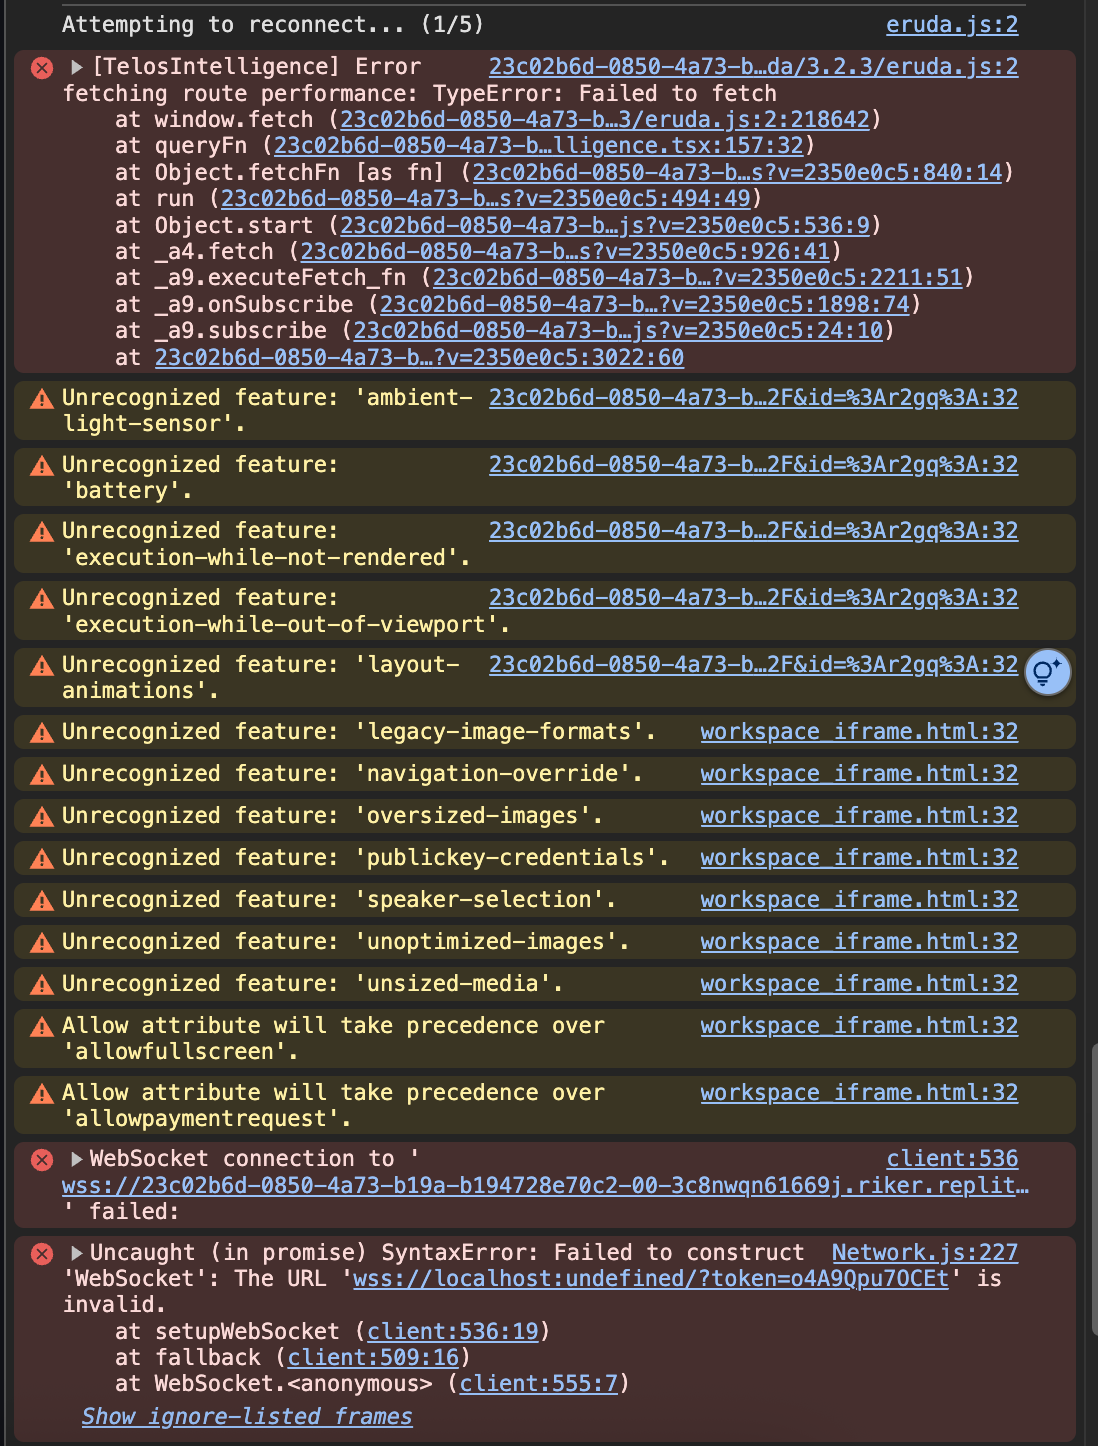 Attempting to reconnect... (1/5) eruda.js:2
[TelosIntelligence] Error 23c02b6d-0850-4a73-b…da/3.2.3/eruda.js:2
fetching route performance: TypeError: Failed to fetch
at window.fetch (23c02b6d-0850-4a73-b…3/eruda.js:2:218642)
at queryFn (23c02b6d-0850-4a73-b…lligence.tsx:157:32)
at Object.fetchFn [as fn] (23c02b6d-0850-4a73-b…s?v=2350e0c5:840:14)
at run (23c02b6d-0850-4a73-b…s?v=2350e0c5:494:49)
at Object.start (23c02b6d-0850-4a73-b…js?v=2350e0c5:536:9)
at _a4.fetch (23c02b6d-0850-4a73-b…s?v=2350e0c5:926:41)
at _a9.executeFetch_fn (23c02b6d-0850-4a73-b…?v=2350e0c5:2211:51)
at _a9.onSubscribe (23c02b6d-0850-4a73-b…?v=2350e0c5:1898:74)
at _a9.subscribe (23c02b6d-0850-4a73-b…js?v=2350e0c5:24:10)
at 23c02b6d-0850-4a73-b…?v=2350e0c5:3022:60
Unrecognized feature: 'ambient- 23c02b6d-0850-4a73-b…2F&id=%3Ar2gq%3A:32
light-sensor'.
Unrecognized feature: 23c02b6d-0850-4a73-b…2F&id=%3Ar2gq%3A:32
'battery'.
Unrecognized feature: 23c02b6d-0850-4a73-b…2F&id=%3Ar2gq%3A:32
'execution-while-not-rendered'.
Unrecognized feature: 23c02b6d-0850-4a73-b…2F&id=%3Ar2gq%3A:32
'execution-while-out-of-viewport'.
Unrecognized feature: 'layout- 23c02b6d-0850-4a73-b…2F&id=%3Ar2gq%3A:32
animations'.
Unrecognized feature: 'legacy-image-formats'. workspace_iframe.html:32
Unrecognized feature: 'navigation-override'. workspace_iframe.html:32
Unrecognized feature: 'oversized-images'. workspace_iframe.html:32
Unrecognized feature: 'publickey-credentials'. workspace_iframe.html:32
Unrecognized feature: 'speaker-selection'. workspace_iframe.html:32
Unrecognized feature: 'unoptimized-images'. workspace_iframe.html:32
Unrecognized feature: 'unsized-media'. workspace_iframe.html:32
Allow attribute will take precedence over workspace_iframe.html:32
'allowfullscreen'.
Allow attribute will take precedence over workspace_iframe.html:32
'allowpaymentrequest'.
WebSocket connection to ' client:536
wss://23c02b6d-0850-4a73-b19a-b194728e70c2-00-3c8nwqn61669j.riker.replit…
' failed:
Uncaught (in promise) SyntaxError: Failed to construct Network.js:227
'WebSocket': The URL 'wss://localhost:undefined/?token=o4A9Qpu7OCEt' is
invalid.
at setupWebSocket (client:536:19)
at fallback (client:509:16)
at WebSocket.<anonymous> (client:555:7)
Show ignore-listed frames